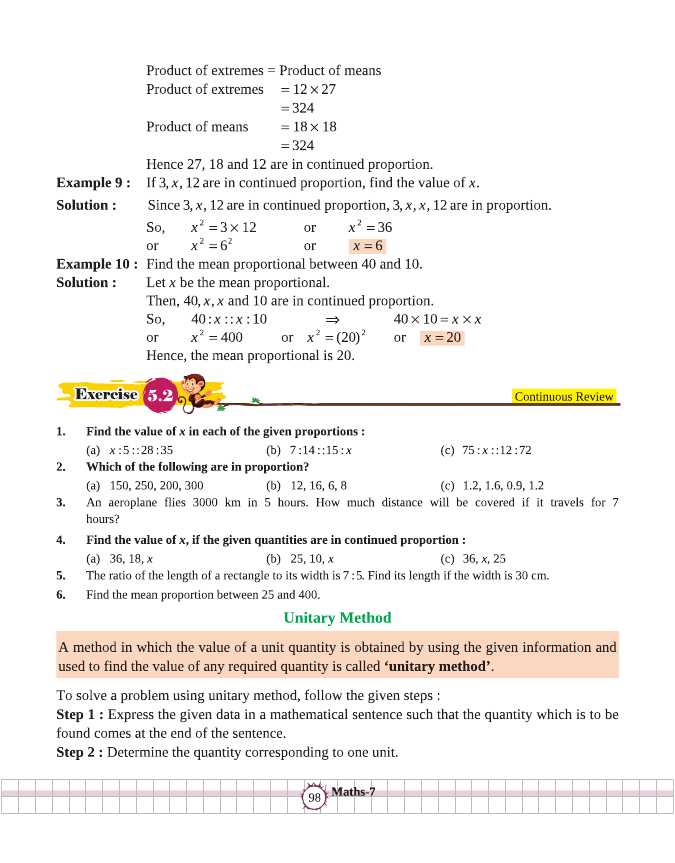 Product of extremes = Product of means
Product of extremes = 12 × 27
= 324
Product of means = 18 × 18
= 324
Hence 27, 18 and 12 are in continued proportion.
Example 9 : If 3, x, 12 are in continued proportion, find the value of x.
Solution : Since 3, x, 12 are in continued proportion, 3, x, x, 12 are in proportion.
So, x² = 3 × 12 or x² = 36
or x² = 6² or x = 6
Example 10 : Find the mean proportional between 40 and 10.
Solution : Let x be the mean proportional.
Then, 40, x, x and 10 are in continued proportion.
So, 40 : x : : x : 10 ⇒ 40 × 10 = x × x
or x² = 400 or x² = (20)² or x = 20
Hence, the mean proportional is 20.
Exercise 5.2
Continuous Review
1. Find the value of x in each of the given proportions :
(a) x : 5 : : 28 : 35 (b) 7 : 14 : : 15 : x (c) 75 : x : : 12 : 72
2. Which of the following are in proportion?
(a) 150, 250, 200, 300 (b) 12, 16, 6, 8 (c) 1.2, 1.6, 0.9, 1.2
3. An aeroplane flies 3000 km in 5 hours. How much distance will be covered if it travels for 7
hours?
4. Find the value of x, if the given quantities are in continued proportion :
(a) 36, 18, x (b) 25, 10, x (c) 36, x, 25
5. The ratio of the length of a rectangle to its width is 7 : 5. Find its length if the width is 30 cm.
6. Find the mean proportion between 25 and 400.
Unitary Method
A method in which the value of a unit quantity is obtained by using the given information and
used to find the value of any required quantity is called ‘unitary method’.
To solve a problem using unitary method, follow the given steps :
Step 1 : Express the given data in a mathematical sentence such that the quantity which is to be
found comes at the end of the sentence.
Step 2 : Determine the quantity corresponding to one unit.
98 Maths-7